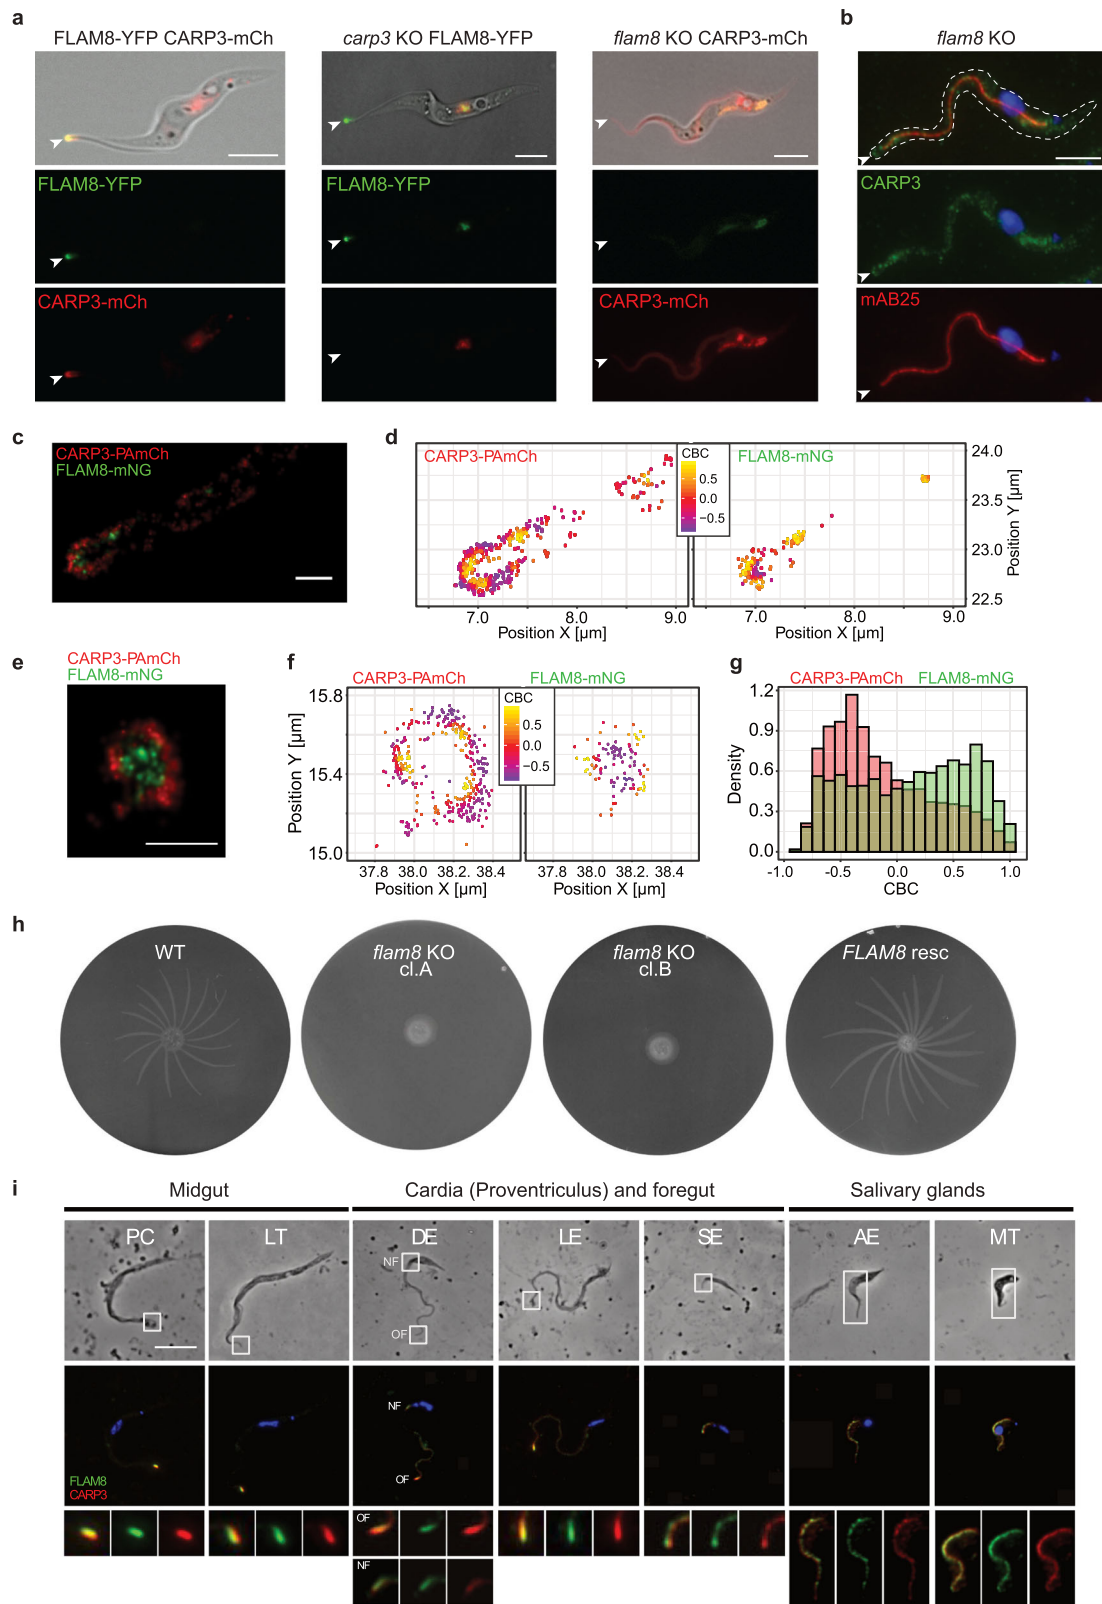 a
FLAM8-YFP CARP3-mCh
carp3 KO FLAM8-YFP
flam8 KO CARP3-mCh
FLAM8-YFP
FLAM8-YFP
CARP3-mCh
CARP3-mCh
b
flam8 KO
CARP3
mAB25
c
CARP3-PAmCh
FLAM8-mNG
d
CARP3-PAmCh
CBC
0.5
0.0
−0.5
FLAM8-mNG
24.0
23.5
23.0
22.5
Position Y [µm]
7.0 8.0 9.0
7.0 8.0 9.0
Position X [µm]
Position X [µm]
e
CARP3-PAmCh
FLAM8-mNG
f
CARP3-PAmCh
FLAM8-mNG
CBC
0.5
0.0
−0.5
15.8
15.4
15.0
Position Y [µm]
37.8 38.0 38.2. 38.4
37.8 38.0 38.2. 38.4
Position X [µm]
Position X [µm]
g
CARP3-PAmCh FLAM8-mNG
1.2
0.9
0.6
0.3
0.0
Density
-1.0 -0.5 0.0 0.5 1.0
CBC
h
WT
flam8 KO
cl.A
flam8 KO
cl.B
FLAM8 resc
i
Midgut
Cardia (Proventriculus) and foregut
Salivary glands
PC
LT
DE
NF
OF
LE
SE
AE
MT
NF
OF
FLAM8
CARP3
OF
NF